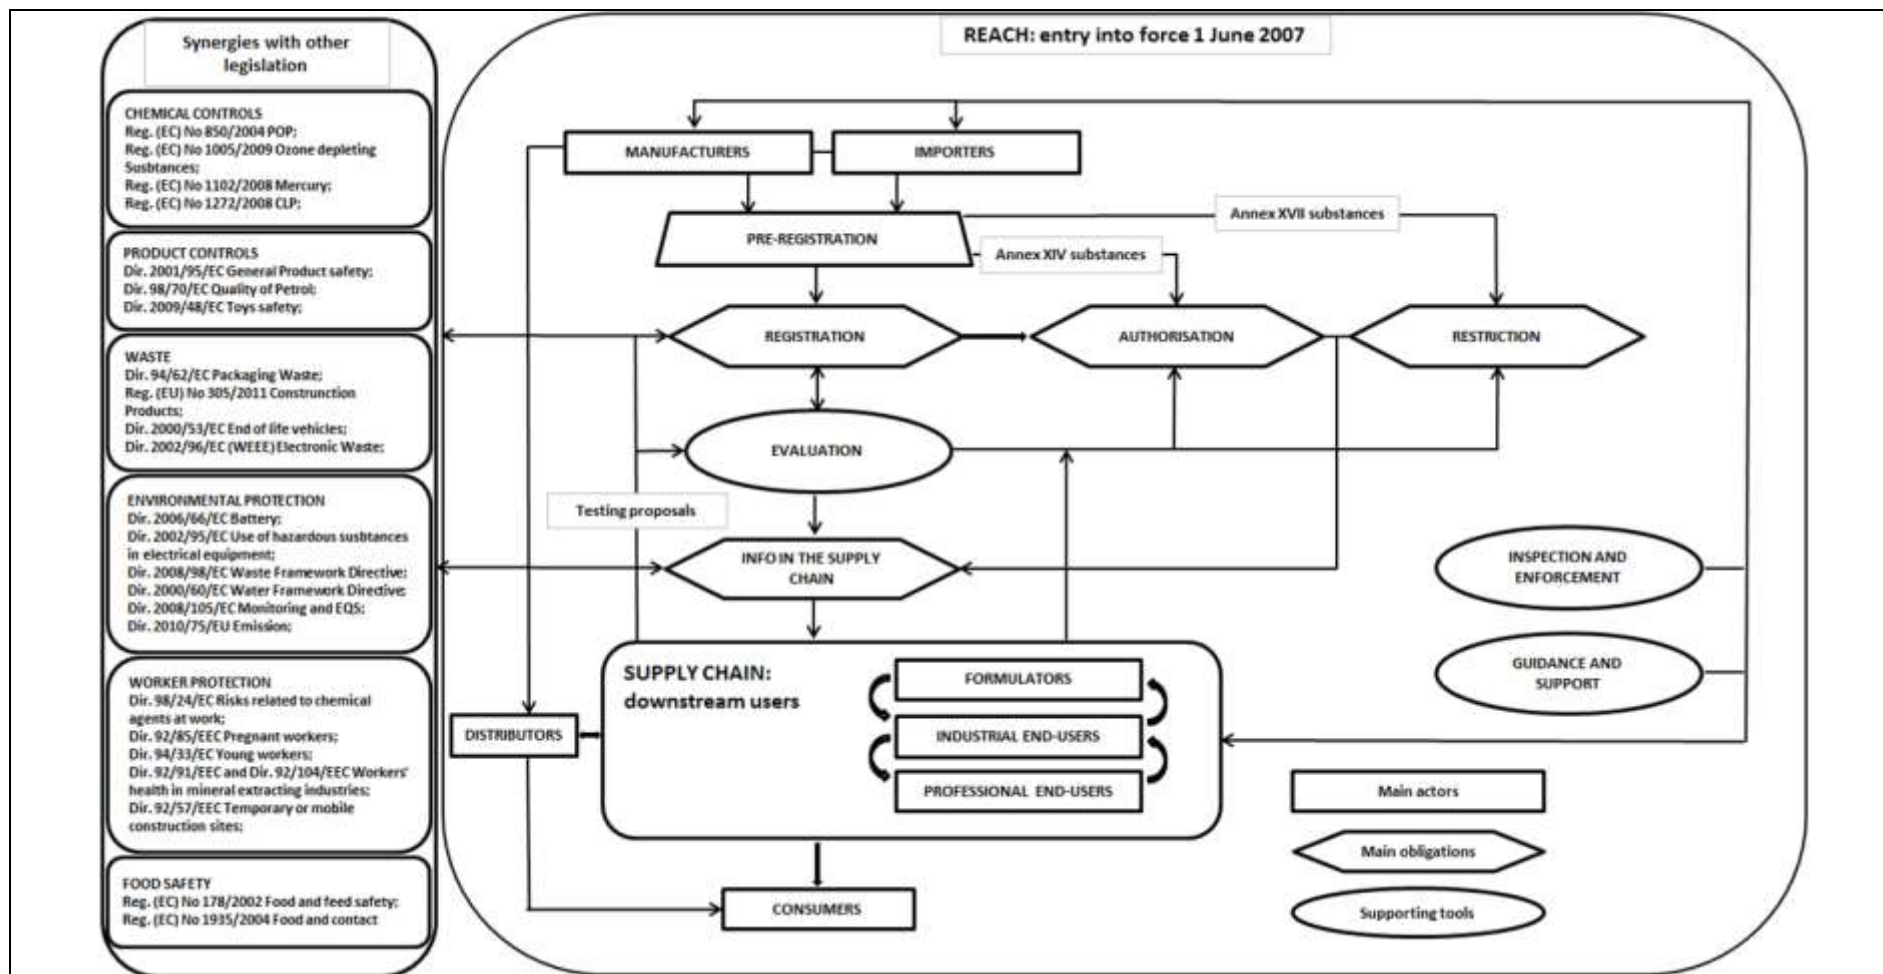 Synergies with other
legislation
CHEMICAL CONTROLS
Reg. (EC) No 850/2004 POP;
Reg. (EC) No 1005/2009 Ozone depleting
Susbtances;
Reg. (EC) No 1102/2008 Mercury;
Reg. (EC) No 1272/2008 CLP;
PRODUCT CONTROLS
Dir. 2001/95/EC General Product safety;
Dir. 98/70/EC Quality of Petrol;
Dir. 2009/48/EC Toys safety;
WASTE
Dir. 94/62/EC Packaging Waste;
Reg. (EU) No 305/2011 Construnction
Products;
Dir. 2000/53/EC End of life vehicles;
Dir. 2002/96/EC (WEEE) Electronic Waste;
ENVIRONMENTAL PROTECTION
Dir. 2006/66/EC Battery;
Dir. 2002/95/EC Use of hazardous susbtances
in electrical equipment;
Dir. 2008/98/EC Waste Framework Directive;
Dir. 2000/60/EC Water Framework Directive;
Dir. 2008/105/EC Monitoring and EQS;
Dir. 2010/75/EU Emission;
WORKER PROTECTION
Dir. 98/24/EC Risks related to chemical
agents at work;
Dir. 92/85/EEC Pregnant workers;
Dir. 94/33/EC Young workers;
Dir. 92/91/EEC and Dir. 92/104/EEC Workers'
health in mineral extracting industries;
Dir. 92/57/EEC Temporary or mobile
construction sites;
FOOD SAFETY
Reg. (EC) No 178/2002 Food and feed safety;
Reg. (EC) No 1935/2004 Food and contact
REACH: entry into force 1 June 2007
MANUFACTURERS
IMPORTERS
PRE-REGISTRATION
Annex XVII substances
Annex XIV substances
REGISTRATION
AUTHORISATION
RESTRICTION
EVALUATION
Testing proposals
INFO IN THE SUPPLY
CHAIN
INSPECTION AND
ENFORCEMENT
GUIDANCE AND
SUPPORT
SUPPLY CHAIN:
downstream users
FORMULATORS
INDUSTRIAL END-USERS
PROFESSIONAL END-USERS
DISTRIBUTORS
CONSUMERS
Main actors
Main obligations
Supporting tools